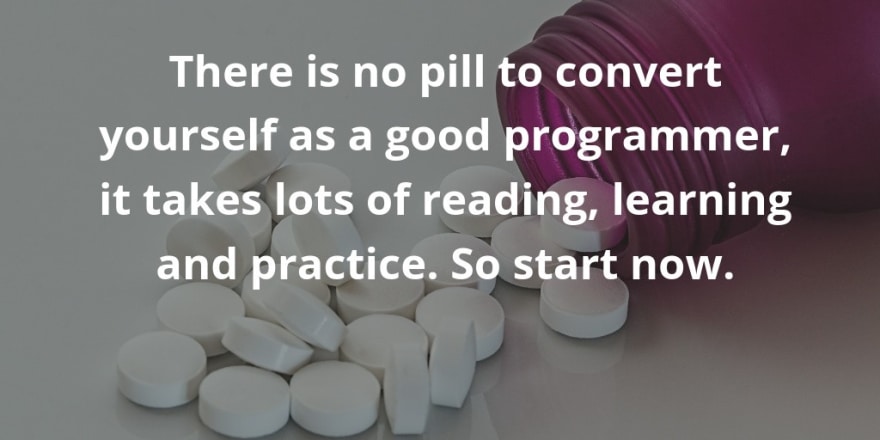 There is no pill to convert
yourself as a good programmer,
it takes lots of reading, learning
and practice. So start now.